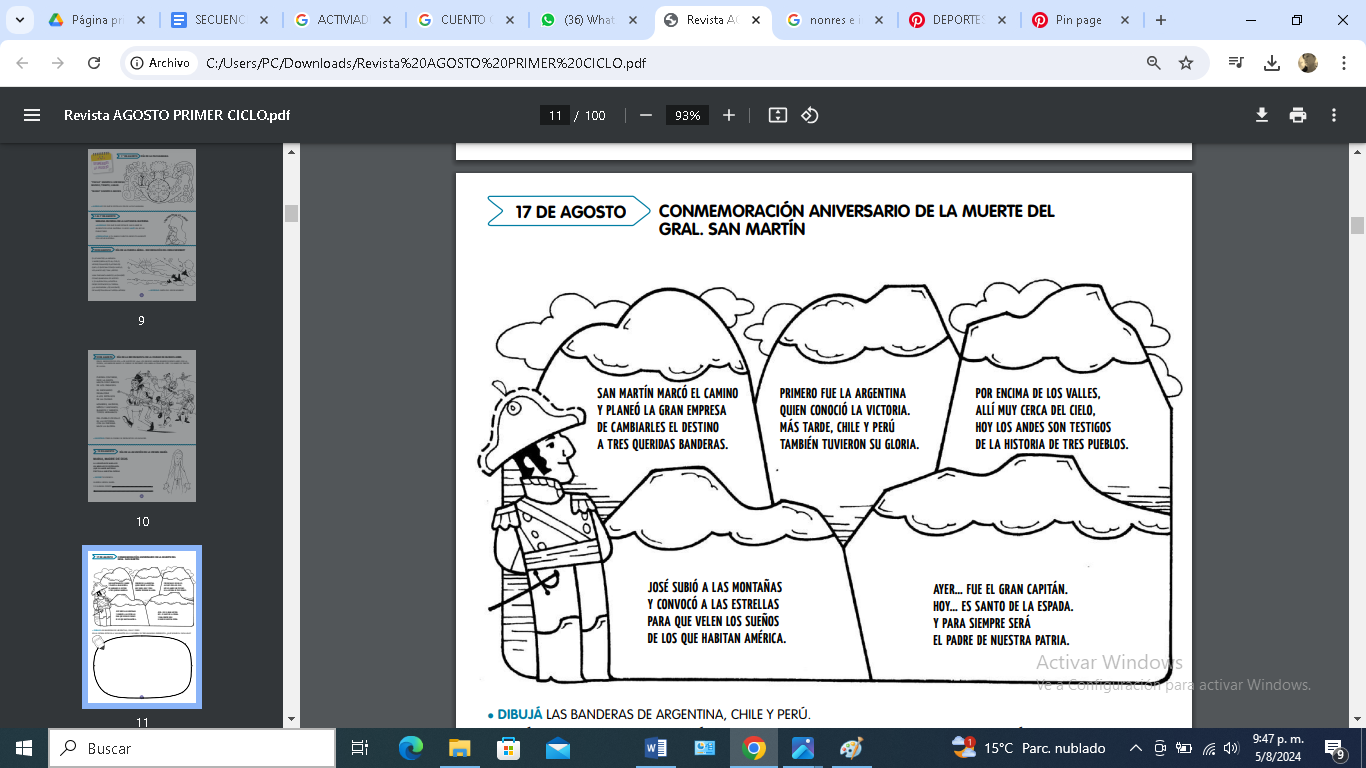 Página pr
SECUENC
ACTIVIAD
CUENTO
(36) What
Revista AG
nonres e i
DEPORTES
Pin page
Archivo
C:/Users/PC/Downloads/Revista%20AGOSTO%20PRIMER%20CICLO.pdf
Revista AGOSTO PRIMER CICLO.pdf
11 / 100
93%
9
10
11
17 DE AGOSTO
CONMEMORACIÓN ANIVERSARIO DE LA MUERTE DEL
GRAL. SAN MARTÍN
SAN MARTÍN MARCÓ EL CAMINO
Y PLANEÓ LA GRAN EMPRESA
DE CAMBIARLES EL DESTINO
A TRES QUERIDAS BANDERAS.
PRIMERO FUE LA ARGENTINA
QUIEN CONOCIÓ LA VICTORIA.
MÁS TARDE, CHILE Y PERÚ
TAMBIÉN TUVIERON SU GLORIA.
POR ENCIMA DE LOS VALLES,
ALLÍ MUY CERCA DEL CIELO,
HOY LOS ANDES SON TESTIGOS
DE LA HISTORIA DE TRES PUEBLOS.
JOSÉ SUBIÓ A LAS MONTAÑAS
Y CONVOCÓ A LAS ESTRELLAS
PARA QUE VELEN LOS SUEÑOS
DE LOS QUE HABITAN AMÉRICA.
AYER... FUE EL GRAN CAPITÁN.
HOY... ES SANTO DE LA ESPADA.
Y PARA SIEMPRE SERÁ
EL PADRE DE NUESTRA PATRIA.
Activar Windows
Ve a Configuración para activar Windows.
• DIBUJÁ LAS BANDERAS DE ARGENTINA, CHILE Y PERÚ.
Buscar
15°C Parc. nublado
9:47 p. m.
5/8/2024
9